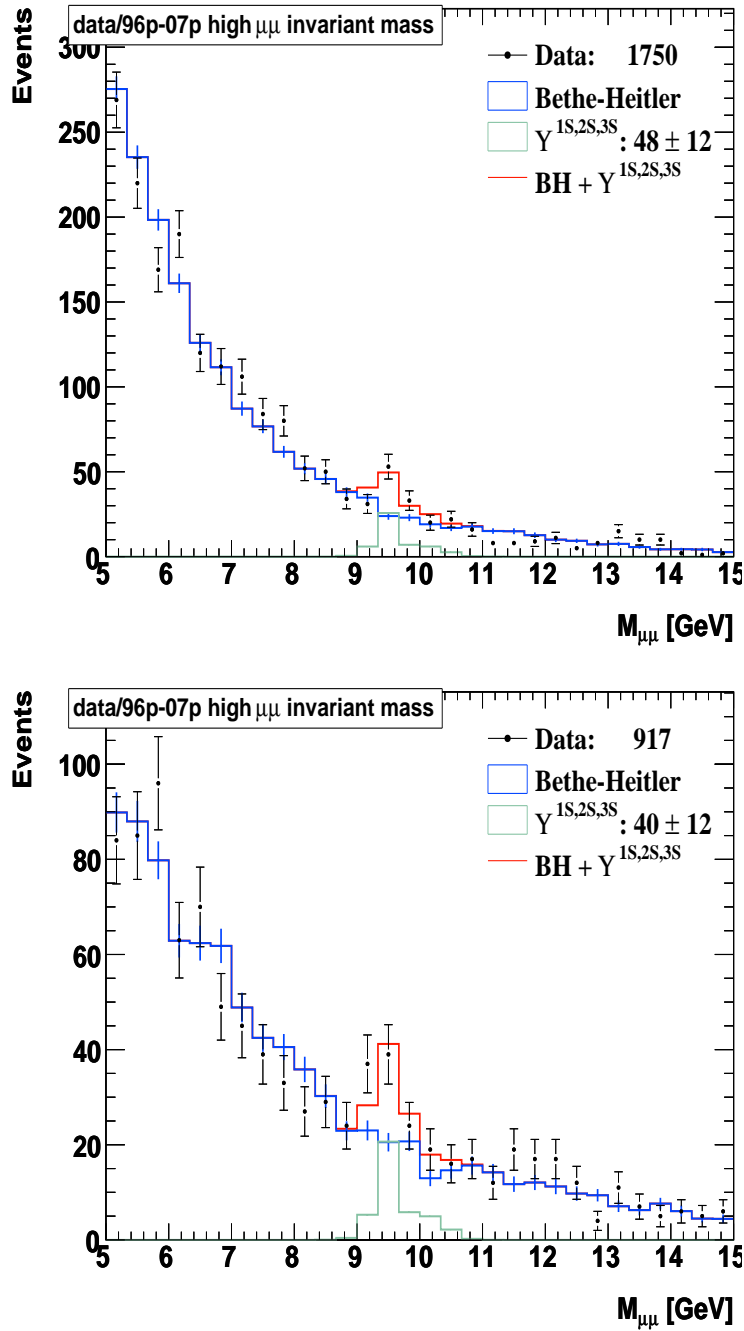 data/96p-07p high μμ invariant mass
Events
Data: 1750
Bethe-Heitler
Υ 1S,2S,3S : 48 ± 12
BH + Υ 1S,2S,3S
300
250
200
150
100
50
0
5 6 7 8 9 10 11 12 13 14 15
Mμμ [GeV]
data/96p-07p high μμ invariant mass
Events
Data: 917
Bethe-Heitler
Υ 1S,2S,3S : 40 ± 12
BH + Υ 1S,2S,3S
100
80
60
40
20
0
5 6 7 8 9 10 11 12 13 14 15
Mμμ [GeV]